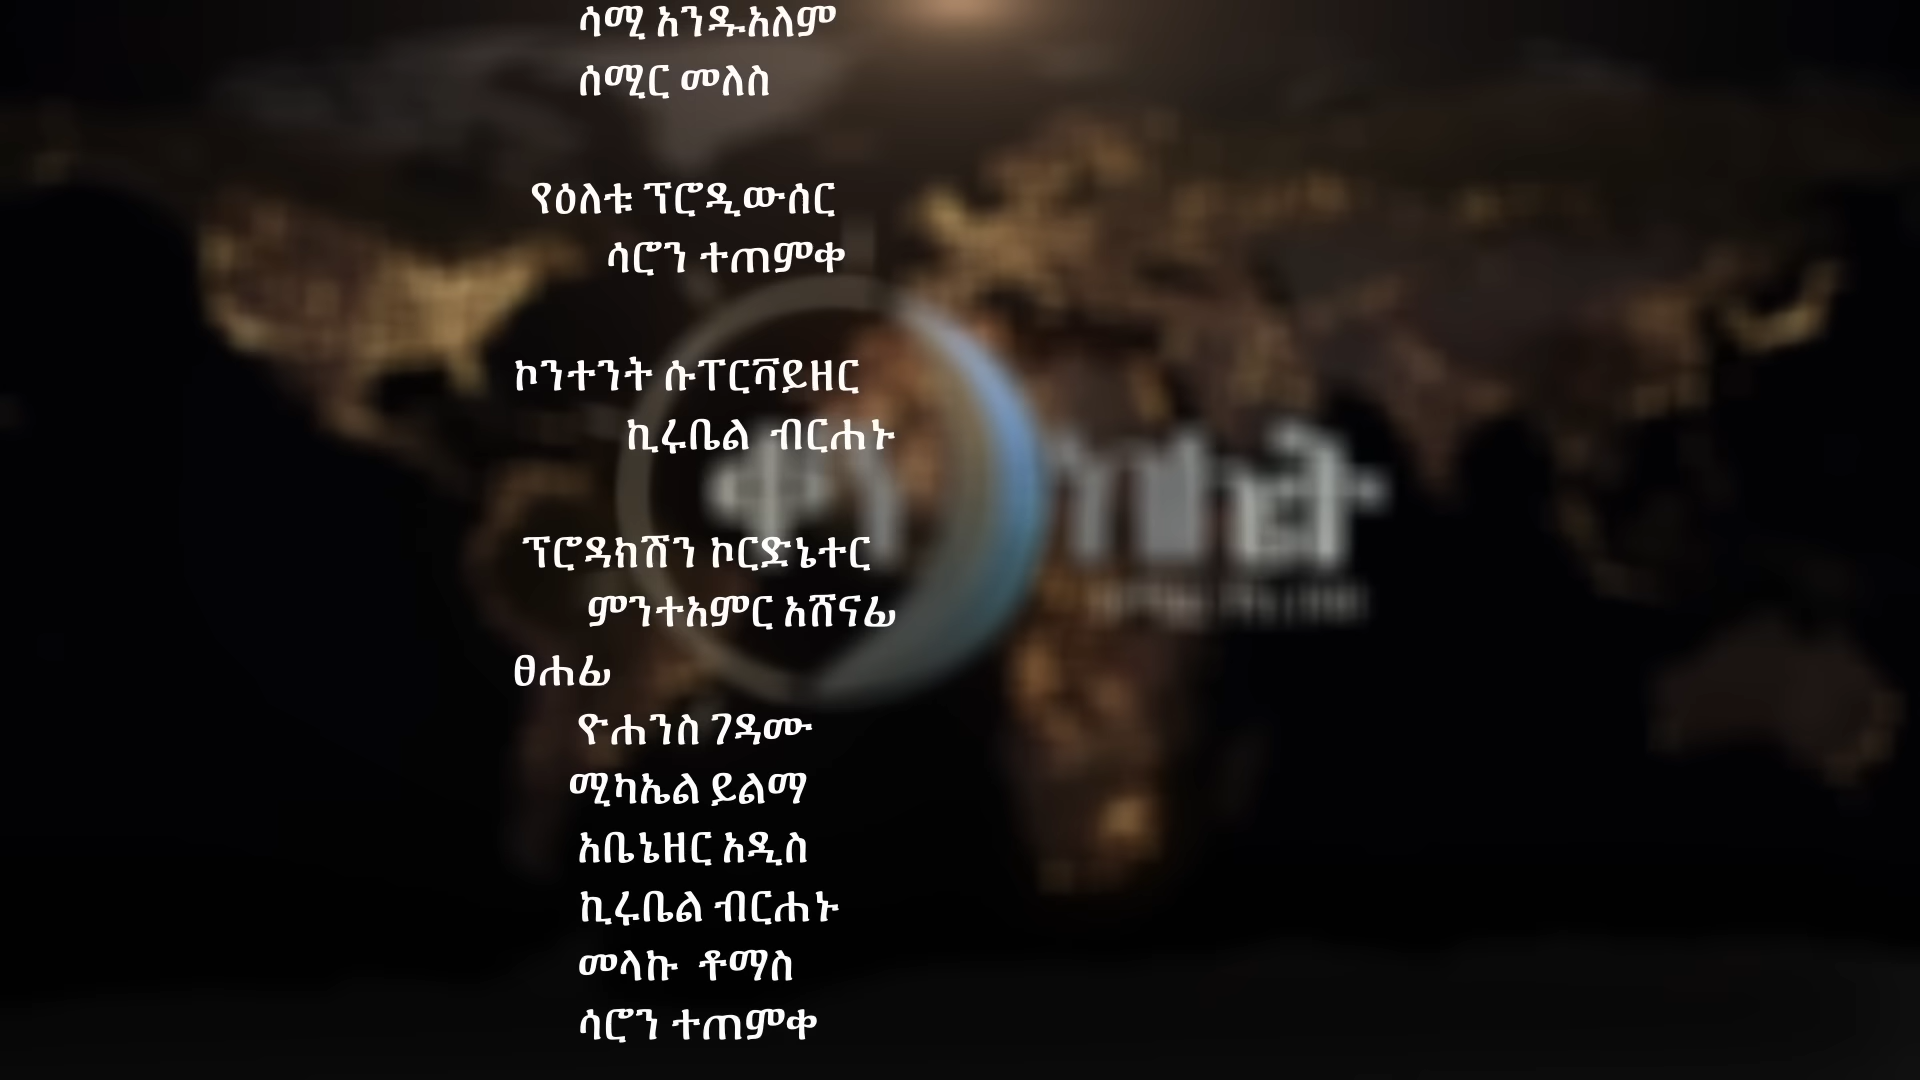 ሳሚ አንዱአለም
ሰሚር መለስ
የዕለቱ ፕሮዲውሰር
ሳሮን ተጠምቀ
ኮንተንት ሱፐርቫይዘር
ኪሩቤል ብርሐኑ
ፕሮዳክሽን ኮርድኔተር
ምንተአምር አሸናፊ
ፀሐፊ
ዮሐንስ ገዳሙ
ሚካኤል ይልማ
አቤኔዘር አዲስ
ኪሩቤል ብርሐኑ
መላኩ ቶማስ
ሳሮን ተጠምቀ